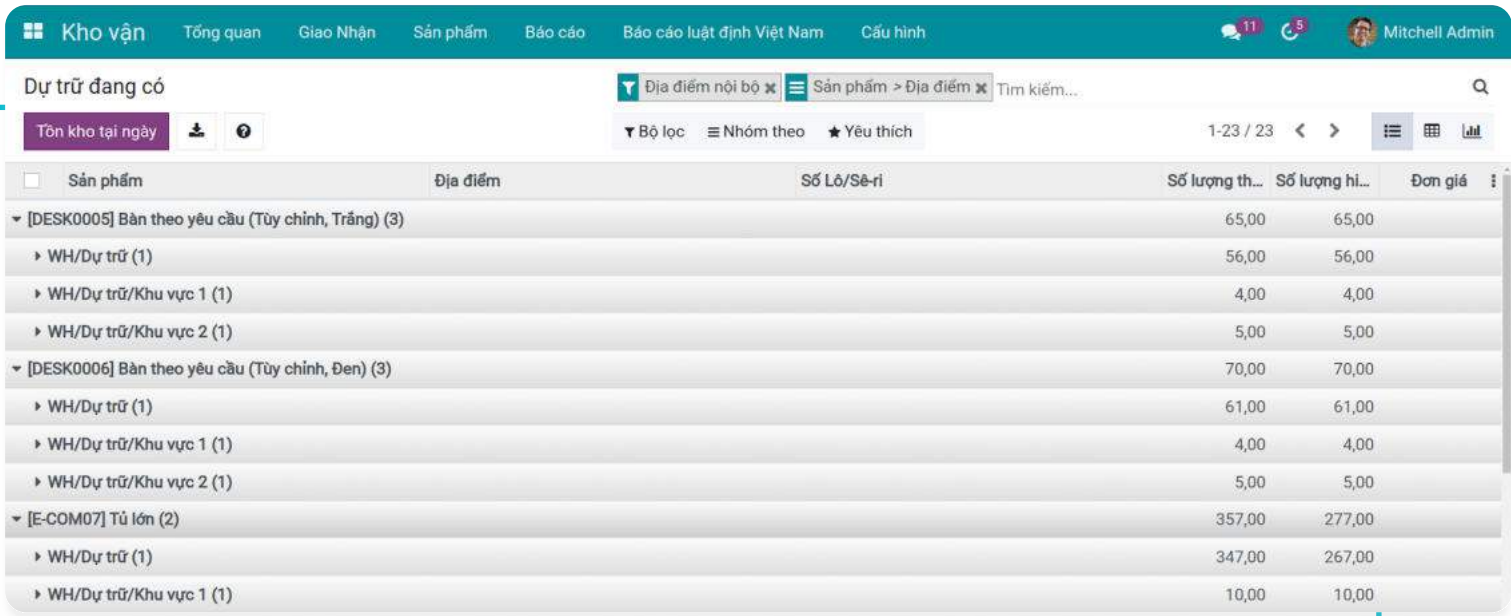 Kho vận Tổng quan Giao Nhận Sản phẩm Báo cáo Báo cáo luật định Việt Nam Cấu hình 11 5 Mitchell Admin
Dự trữ đang có Địa điểm nội bộ Sản phẩm > Địa điểm Tìm kiếm...
Tồn kho tại ngày Bộ lọc Nhóm theo Yêu thích 1-23 / 23
Sản phẩm Địa điểm Số Lô/Sê-ri Số lượng th... Số lượng hi... Đơn giá
[DESK0005] Bàn theo yêu cầu (Tùy chỉnh, Trắng) (3) 65,00 65,00
WH/Dự trữ (1) 56,00 56,00
WH/Dự trữ/Khu vực 1 (1) 4,00 4,00
WH/Dự trữ/Khu vực 2 (1) 5,00 5,00
[DESK0006] Bàn theo yêu cầu (Tùy chỉnh, Đen) (3) 70,00 70,00
WH/Dự trữ (1) 61,00 61,00
WH/Dự trữ/Khu vực 1 (1) 4,00 4,00
WH/Dự trữ/Khu vực 2 (1) 5,00 5,00
[E-COM07] Tủ lớn (2) 357,00 277,00
WH/Dự trữ (1) 347,00 267,00
WH/Dự trữ/Khu vực 1 (1) 10,00 10,00